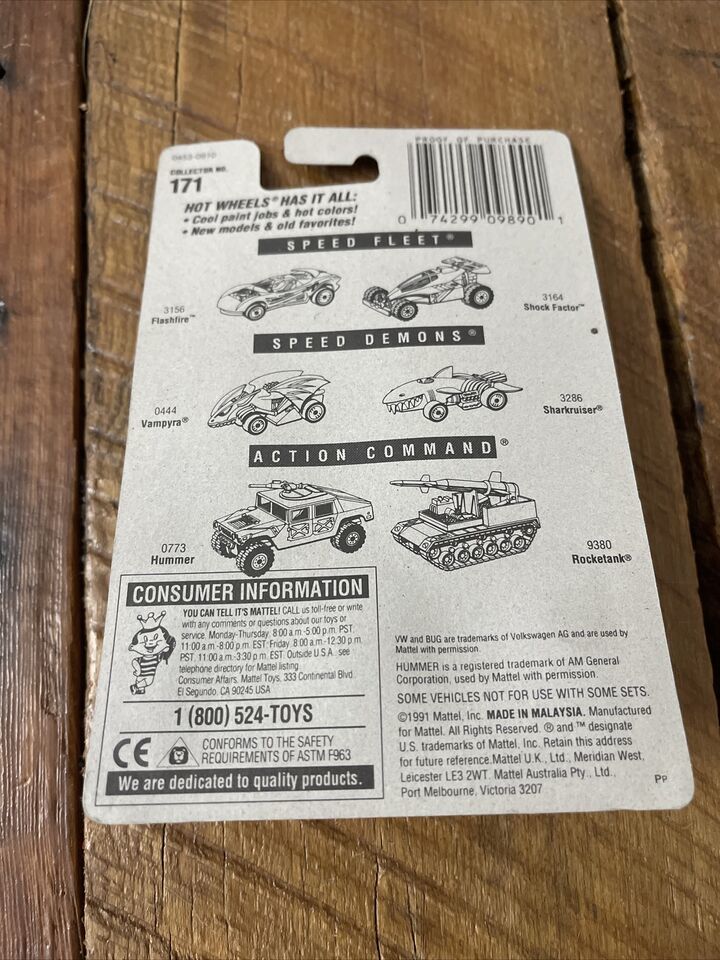 0453-0910
COLLECTOR NO.
171
PROOF OF PURCHASE
0 74299 09890 1
HOT WHEELS® HAS IT ALL:
• Cool paint jobs & hot colors!
• New models & old favorites!
SPEED FLEET®
3156
Flashfire™
3164
Shock Factor™
SPEED DEMONS®
0444
Vampyra®
3286
Sharkruiser®
ACTION COMMAND®
0773
Hummer
9380
Rocketank®
CONSUMER INFORMATION
YOU CAN TELL IT'S MATTEL! CALL us toll-free or write
with any comments or questions about our toys or
service. Monday-Thursday: 8:00 a.m.-5:00 p.m. PST,
11:00 a.m.-8:00 p.m. EST; Friday: 8:00 a.m.-12:30 p.m.
PST, 11:00 a.m.-3:30 p.m. EST. Outside U.S.A. see
telephone directory for Mattel listing.
Consumer Affairs, Mattel Toys, 333 Continental Blvd.
El Segundo, CA 90245 USA
1 (800) 524-TOYS
CE
CONFORMS TO THE SAFETY
REQUIREMENTS OF ASTM F963
We are dedicated to quality products.
VW and BUG are trademarks of Volkswagen AG and are used by
Mattel with permission.
HUMMER is a registered trademark of AM General
Corporation, used by Mattel with permission.
SOME VEHICLES NOT FOR USE WITH SOME SETS.
©1991 Mattel, Inc. MADE IN MALAYSIA. Manufactured
for Mattel. All Rights Reserved. ® and ™ designate
U.S. trademarks of Mattel, Inc. Retain this address
for future reference. Mattel U.K., Ltd., Meridian West,
Leicester LE3 2WT. Mattel Australia Pty., Ltd.,
Port Melbourne, Victoria 3207
PP